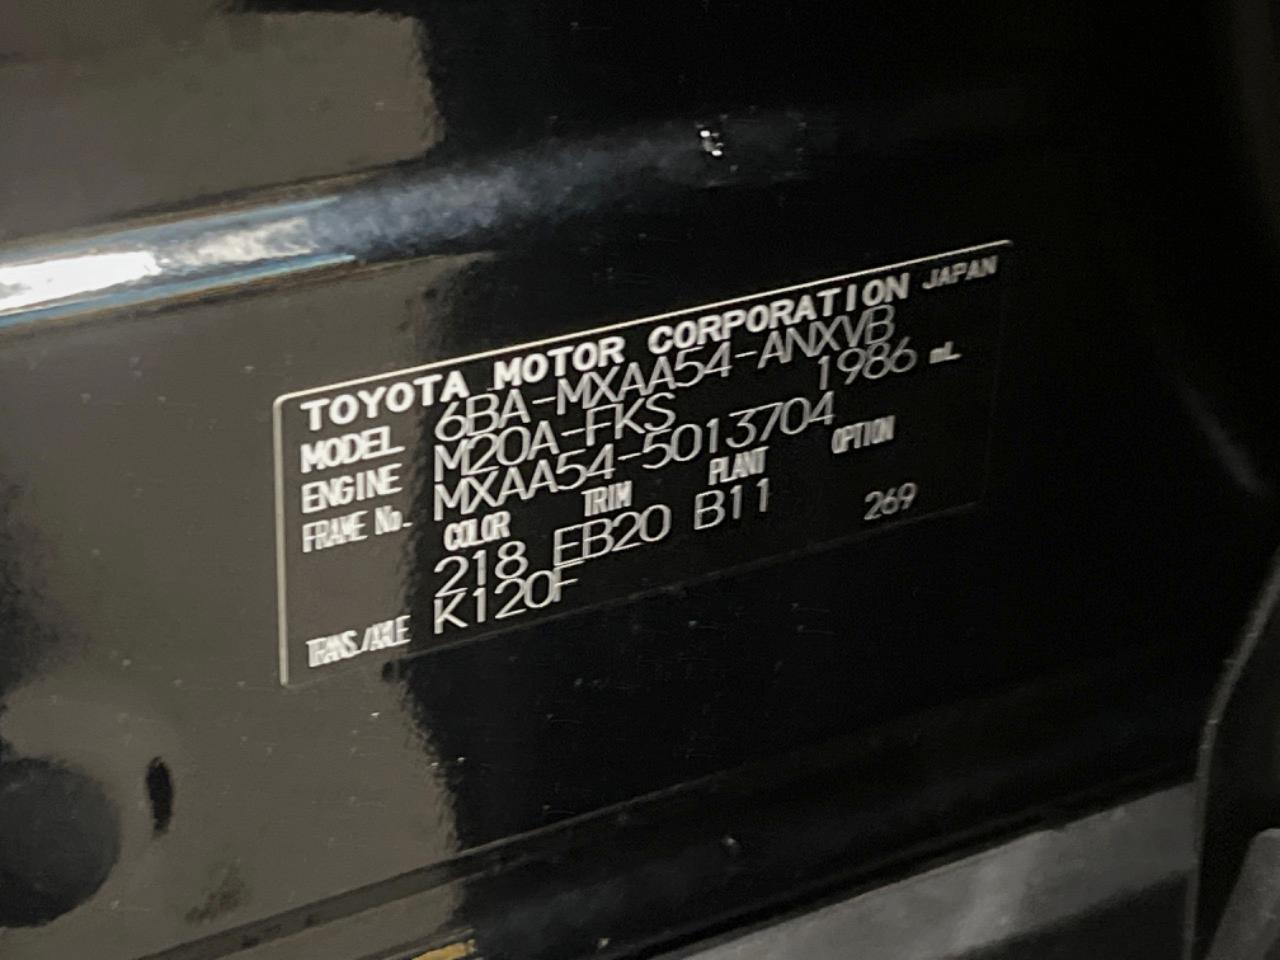 TOYOTA MOTOR CORPORATION JAPAN
MODEL 6BA-MXAA54-ANXVB
ENGINE M20A-FKS 1986 mL
FRAME No. MXAA54-5013704
COLOR TRIM PLANT OPTION
218 EB20 B11 269
TRANS./AXLE K120F